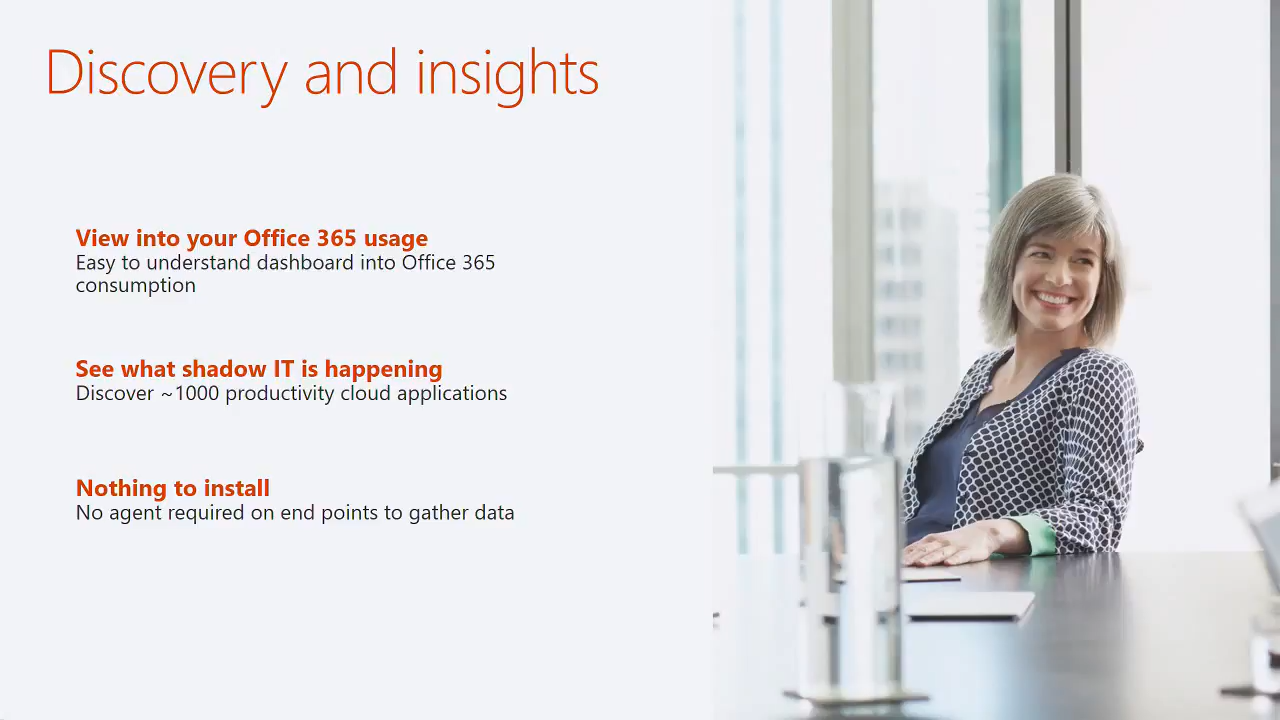 Discovery and insights
View into your Office 365 usage
Easy to understand dashboard into Office 365
consumption
See what shadow IT is happening
Discover ~1000 productivity cloud applications
Nothing to install
No agent required on end points to gather data